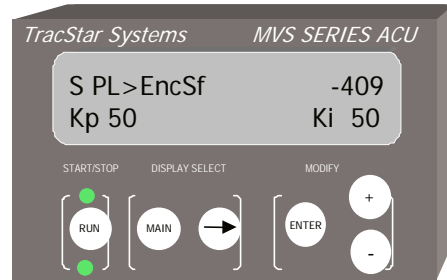 TracStar Systems MVS SERIES ACU
S PL>EncSf -409
Kp 50 Ki 50
START/STOP DISPLAY SELECT MODIFY
+
RUN MAIN ENTER
-